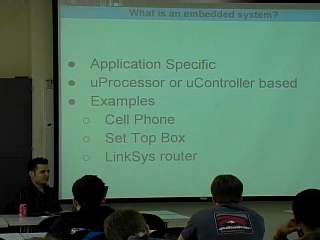 What is an embedded system?
● Application Specific
● uProcessor or uController based
● Examples
○ Cell Phone
○ Set Top Box
○ LinkSys router